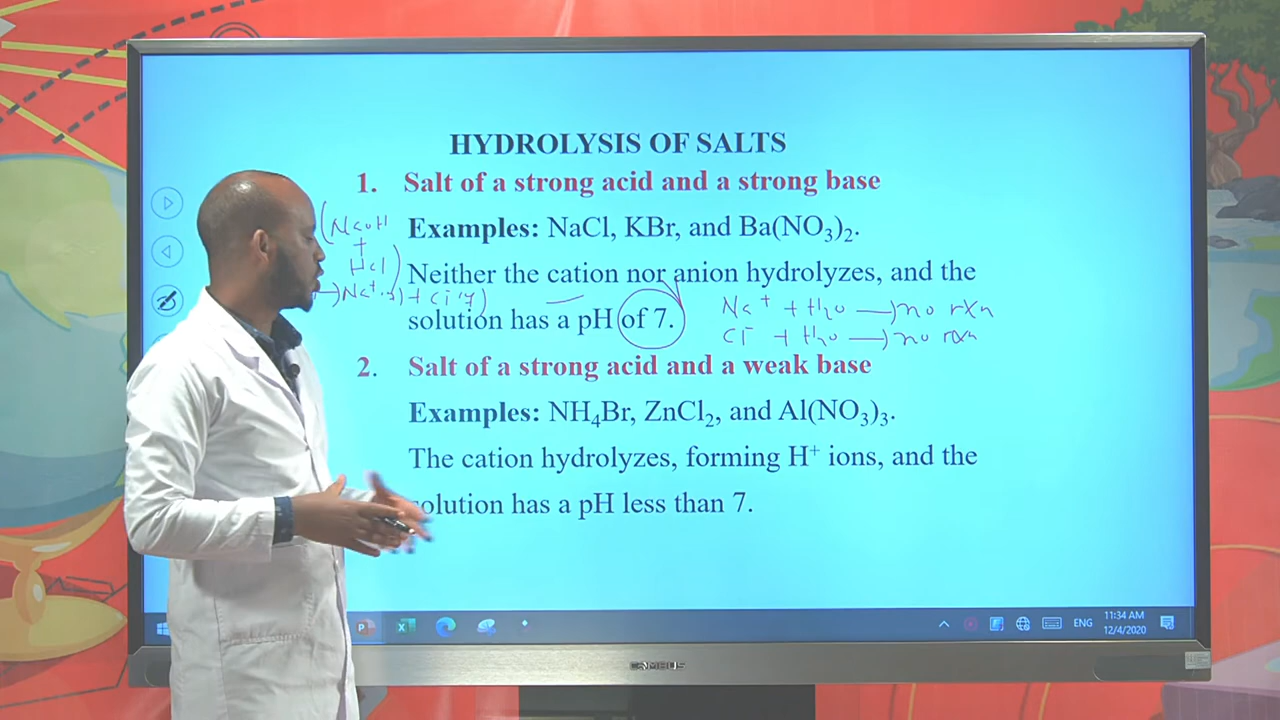 HYDROLYSIS OF SALTS
1. Salt of a strong acid and a strong base
(NaOH
+
HCl)
Examples: NaCl, KBr, and Ba(NO₃)₂.
Neither the cation nor anion hydrolyzes, and the
solution has a pH of 7.
Na⁺ + H₂O → no rxn
Cl⁻ + H₂O → no rxn
2. Salt of a strong acid and a weak base
Examples: NH₄Br, ZnCl₂, and Al(NO₃)₃.
The cation hydrolyzes, forming H⁺ ions, and the
solution has a pH less than 7.
ENG
11:34 AM
12/4/2020